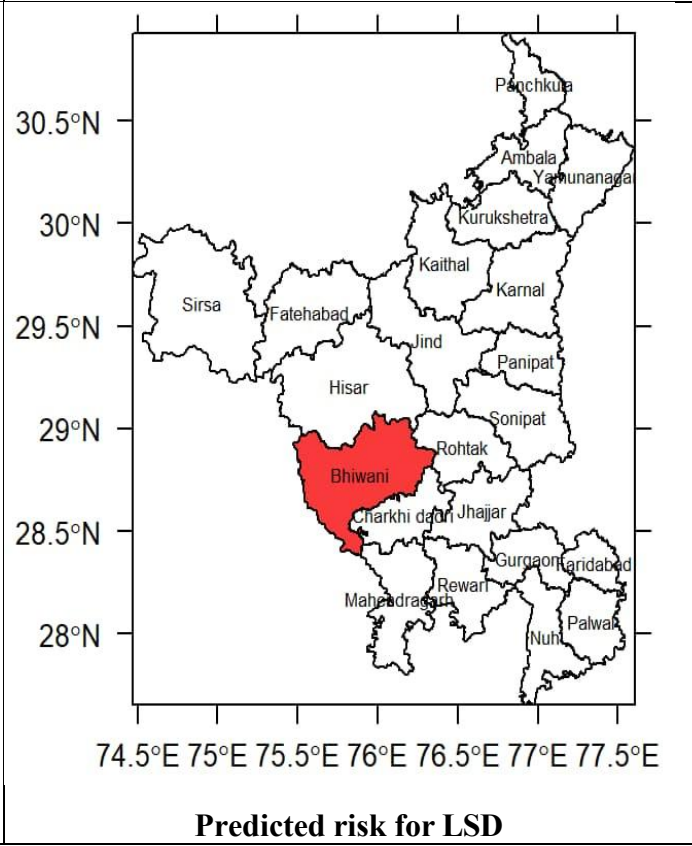 Panchkula
30.5°N
Ambala
Yamunanagar
30°N
Kurukshetra
Kaithal
Karnal
Sirsa
Fatehabad
29.5°N
Jind
Panipat
Hisar
29°N
Sonipat
Rohtak
Bhiwani
Charkhi dadri
Jhajjar
28.5°N
Gurgaon
Faridabad
Rewari
Mahendragarh
28°N
Palwal
Nuh
74.5°E 75°E 75.5°E 76°E 76.5°E 77°E 77.5°E
Predicted risk for LSD